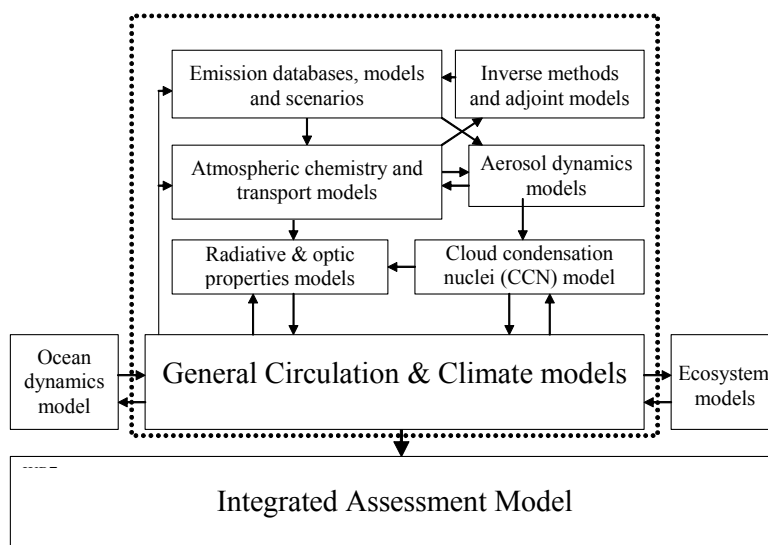 Emission databases, models
and scenarios
Inverse methods
and adjoint models
Atmospheric chemistry and
transport models
Aerosol dynamics
models
Radiative & optic
properties models
Cloud condensation
nuclei (CCN) model
Ocean
dynamics
model
General Circulation & Climate models
Ecosystem
models
Integrated Assessment Model